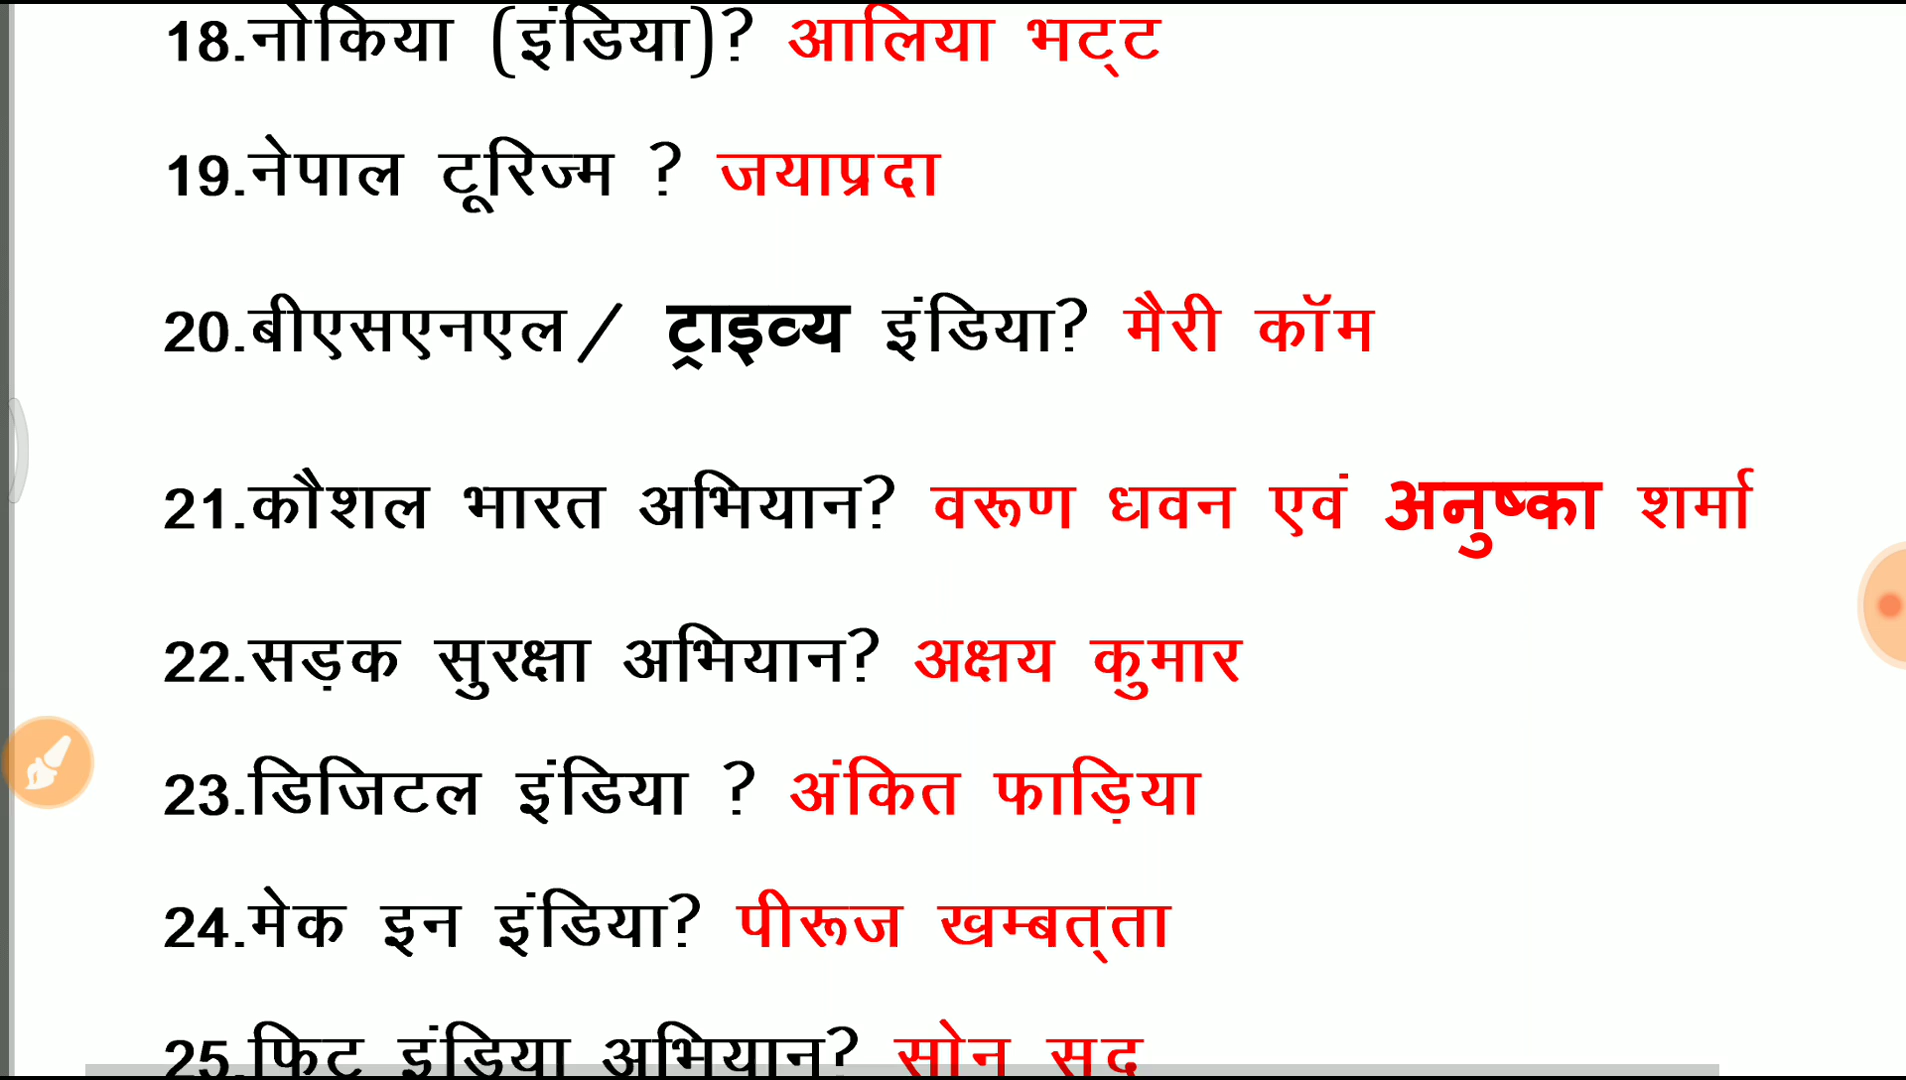 18.नोकिया (इंडिया)? आलिया भट्ट
19.नेपाल टूरिज्म ? जयाप्रदा
20.बीएसएनएल/ ट्राइव्य इंडिया? मैरी कॉम
21.कौशल भारत अभियान? वरूण धवन एवं अनुष्का शर्मा
22.सड़क सुरक्षा अभियान? अक्षय कुमार
23.डिजिटल इंडिया ? अंकित फाड़िया
24.मेक इन इंडिया? पीरूज खम्बत्ता
25.फिट इंडिया अभियान? सोन